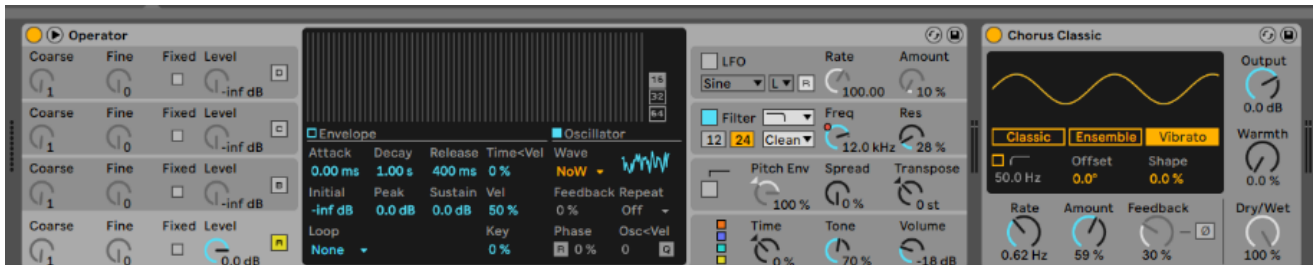 Operator
Coarse Fine Fixed Level
1 0 -inf dB D
Coarse Fine Fixed Level
1 0 -inf dB C
Coarse Fine Fixed Level
1 0 -inf dB B
Coarse Fine Fixed Level
1 0 0.0 dB A
16
32
64
Envelope Oscillator
Attack Decay Release Time<Vel Wave
0.00 ms 1.00 s 400 ms 0 % NoW
Initial Peak Sustain Vel Feedback Repeat
-inf dB 0.0 dB 0.0 dB 50 % 0 % Off
Loop Key Phase Osc<Vel
None 0 % R 0 % 0 Q
LFO Rate Amount
Sine L R 100.00 10 %
Filter Freq Res
12 24 Clean 12.0 kHz 28 %
Pitch Env Spread Transpose
100 % 0 % 0 st
Time Tone Volume
0 % 70 % -18 dB
Chorus Classic
Classic Ensemble Vibrato
Offset Shape
50.0 Hz 0.0° 0.0 %
Rate Amount Feedback
0.62 Hz 59 % 30 % Ø
Output
0.0 dB
Warmth
0.0 %
Dry/Wet
100 %